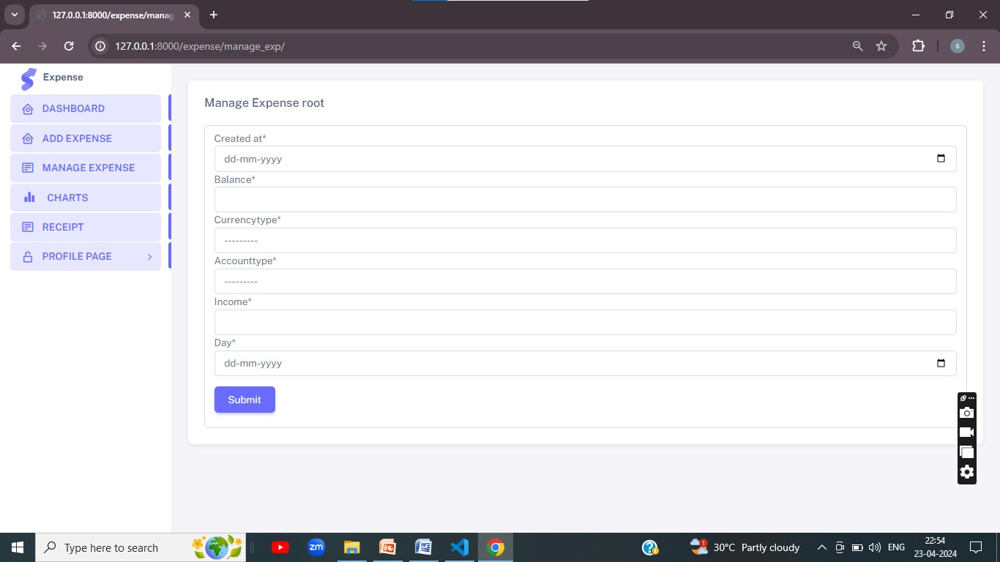 127.0.0.1:8000/expense/manag
127.0.0.1:8000/expense/manage_exp/
s
Expense
DASHBOARD
ADD EXPENSE
MANAGE EXPENSE
CHARTS
RECEIPT
PROFILE PAGE
Manage Expense root
Created at*
dd-mm-yyyy
Balance*
Currencytype*
---------
Accounttype*
---------
Income*
Day*
dd-mm-yyyy
Submit
Type here to search
zm
1
30°C Partly cloudy
ENG
22:54
23-04-2024